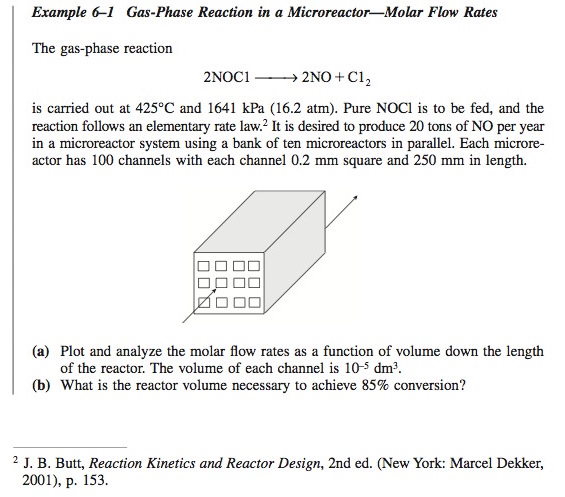 Example 6–1 Gas-Phase Reaction in a Microreactor—Molar Flow Rates
The gas-phase reaction
2NOCl ⟶ 2NO + Cl₂
is carried out at 425°C and 1641 kPa (16.2 atm). Pure NOCl is to be fed, and the
reaction follows an elementary rate law.² It is desired to produce 20 tons of NO per year
in a microreactor system using a bank of ten microreactors in parallel. Each microre-
actor has 100 channels with each channel 0.2 mm square and 250 mm in length.
(a) Plot and analyze the molar flow rates as a function of volume down the length
of the reactor. The volume of each channel is 10⁻⁵ dm³.
(b) What is the reactor volume necessary to achieve 85% conversion?
² J. B. Butt, Reaction Kinetics and Reactor Design, 2nd ed. (New York: Marcel Dekker,
2001), p. 153.